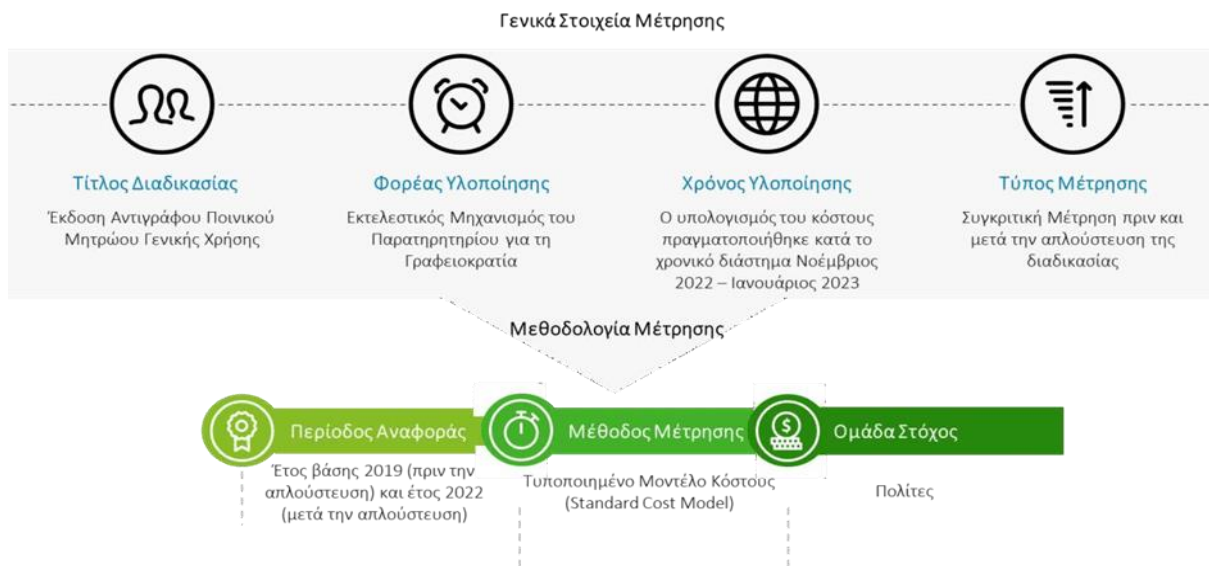 Γενικά Στοιχεία Μέτρησης
Τίτλος Διαδικασίας
Έκδοση Αντιγράφου Ποινικού
Μητρώου Γενικής Χρήσης
Φορέας Υλοποίησης
Εκτελεστικός Μηχανισμός του
Παρατηρητηρίου για τη
Γραφειοκρατία
Χρόνος Υλοποίησης
Ο υπολογισμός του κόστους
πραγματοποιήθηκε κατά το
χρονικό διάστημα Νοέμβριος
2022 – Ιανουάριος 2023
Τύπος Μέτρησης
Συγκριτική Μέτρηση πριν και
μετά την απλούστευση της
διαδικασίας
Μεθοδολογία Μέτρησης
Περίοδος Αναφοράς
Έτος βάσης 2019 (πριν την
απλούστευση) και έτος 2022
(μετά την απλούστευση)
Μέθοδος Μέτρησης
Τυποποιημένο Μοντέλο Κόστους
(Standard Cost Model)
Ομάδα Στόχος
Πολίτες